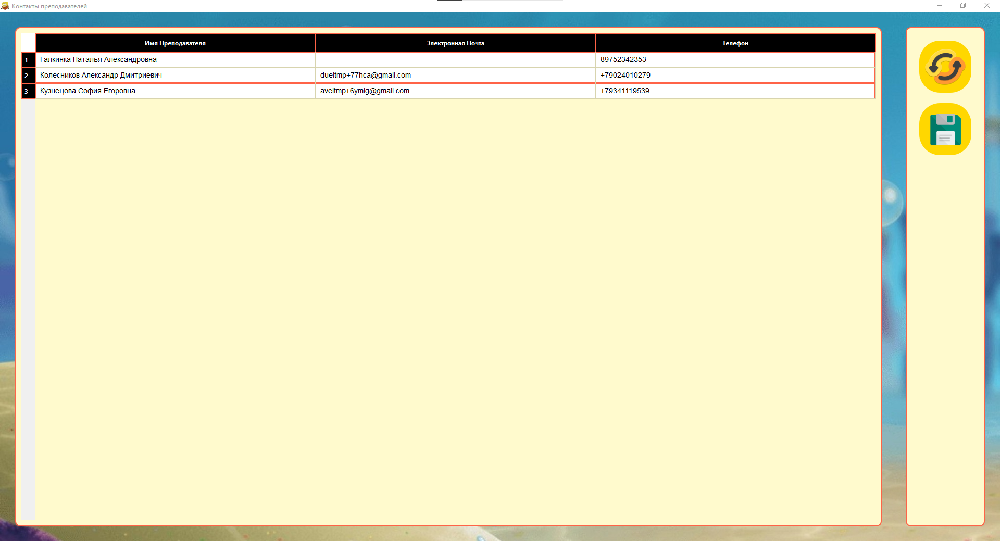 Контакты преподавателей
Имя Преподавателя Электронная Почта Телефон
1 Галкинка Наталья Александровна 89752342353
2 Колесников Александр Дмитриевич dueltmp+77hca@gmail.com +79024010279
3 Кузнецова София Егоровна aveltmp+6ymlg@gmail.com +79341119539